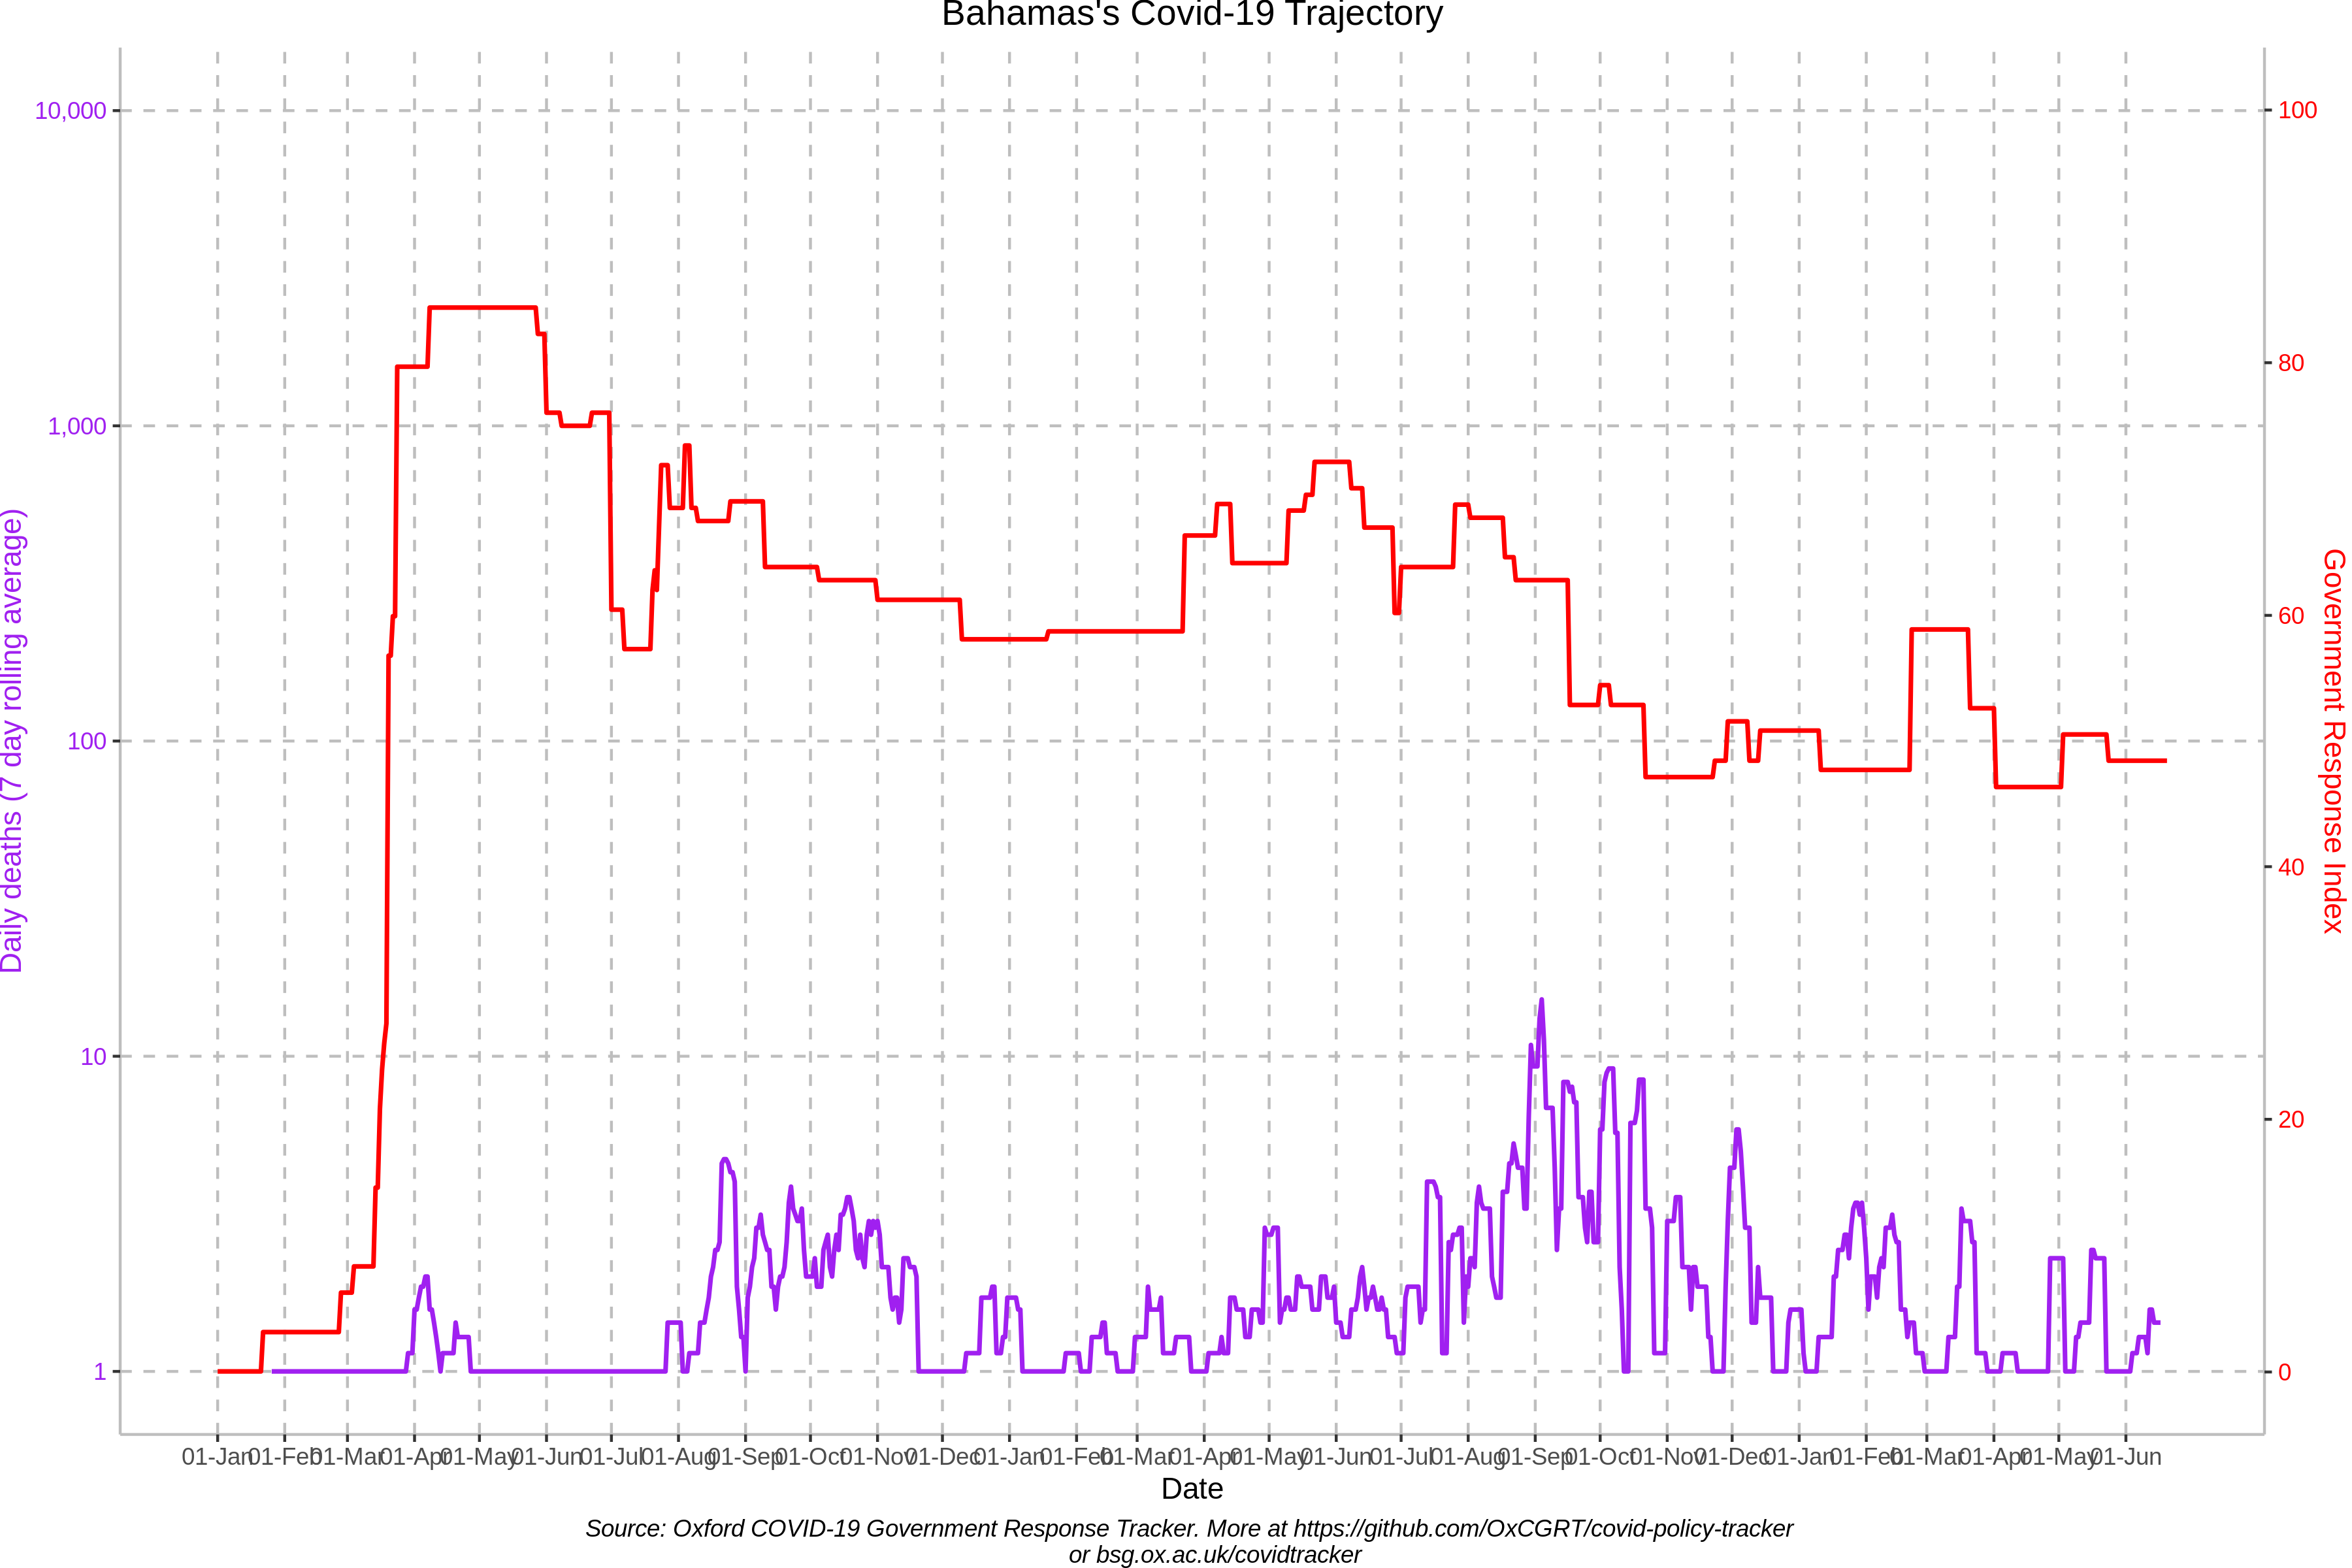 Bahamas's Covid-19 Trajectory
10,000
1,000
100
10
1
Daily deaths (7 day rolling average)
100
80
60
40
20
0
Government Response Index
01-Jan 01-Feb 01-Mar 01-Apr 01-May 01-Jun 01-Jul 01-Aug 01-Sep 01-Oct 01-Nov 01-Dec 01-Jan 01-Feb 01-Mar 01-Apr 01-May 01-Jun 01-Jul 01-Aug 01-Sep 01-Oct 01-Nov 01-Dec 01-Jan 01-Feb 01-Mar 01-Apr 01-May 01-Jun
Date
Source: Oxford COVID-19 Government Response Tracker. More at https://github.com/OxCGRT/covid-policy-tracker
or bsg.ox.ac.uk/covidtracker